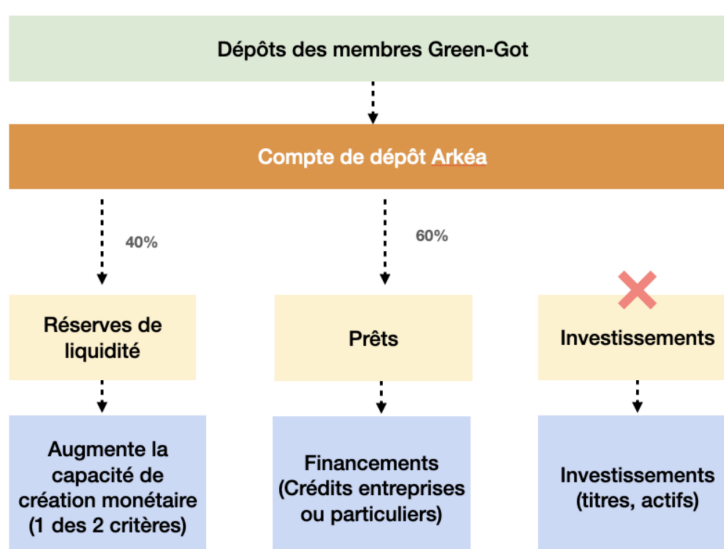 Dépôts des membres Green-Got
Compte de dépôt Arkéa
40%
60%
Réserves de
liquidité
Prêts
Investissements
Augmente la
capacité de
création monétaire
(1 des 2 critères)
Financements
(Crédits entreprises
ou particuliers)
Investissements
(titres, actifs)